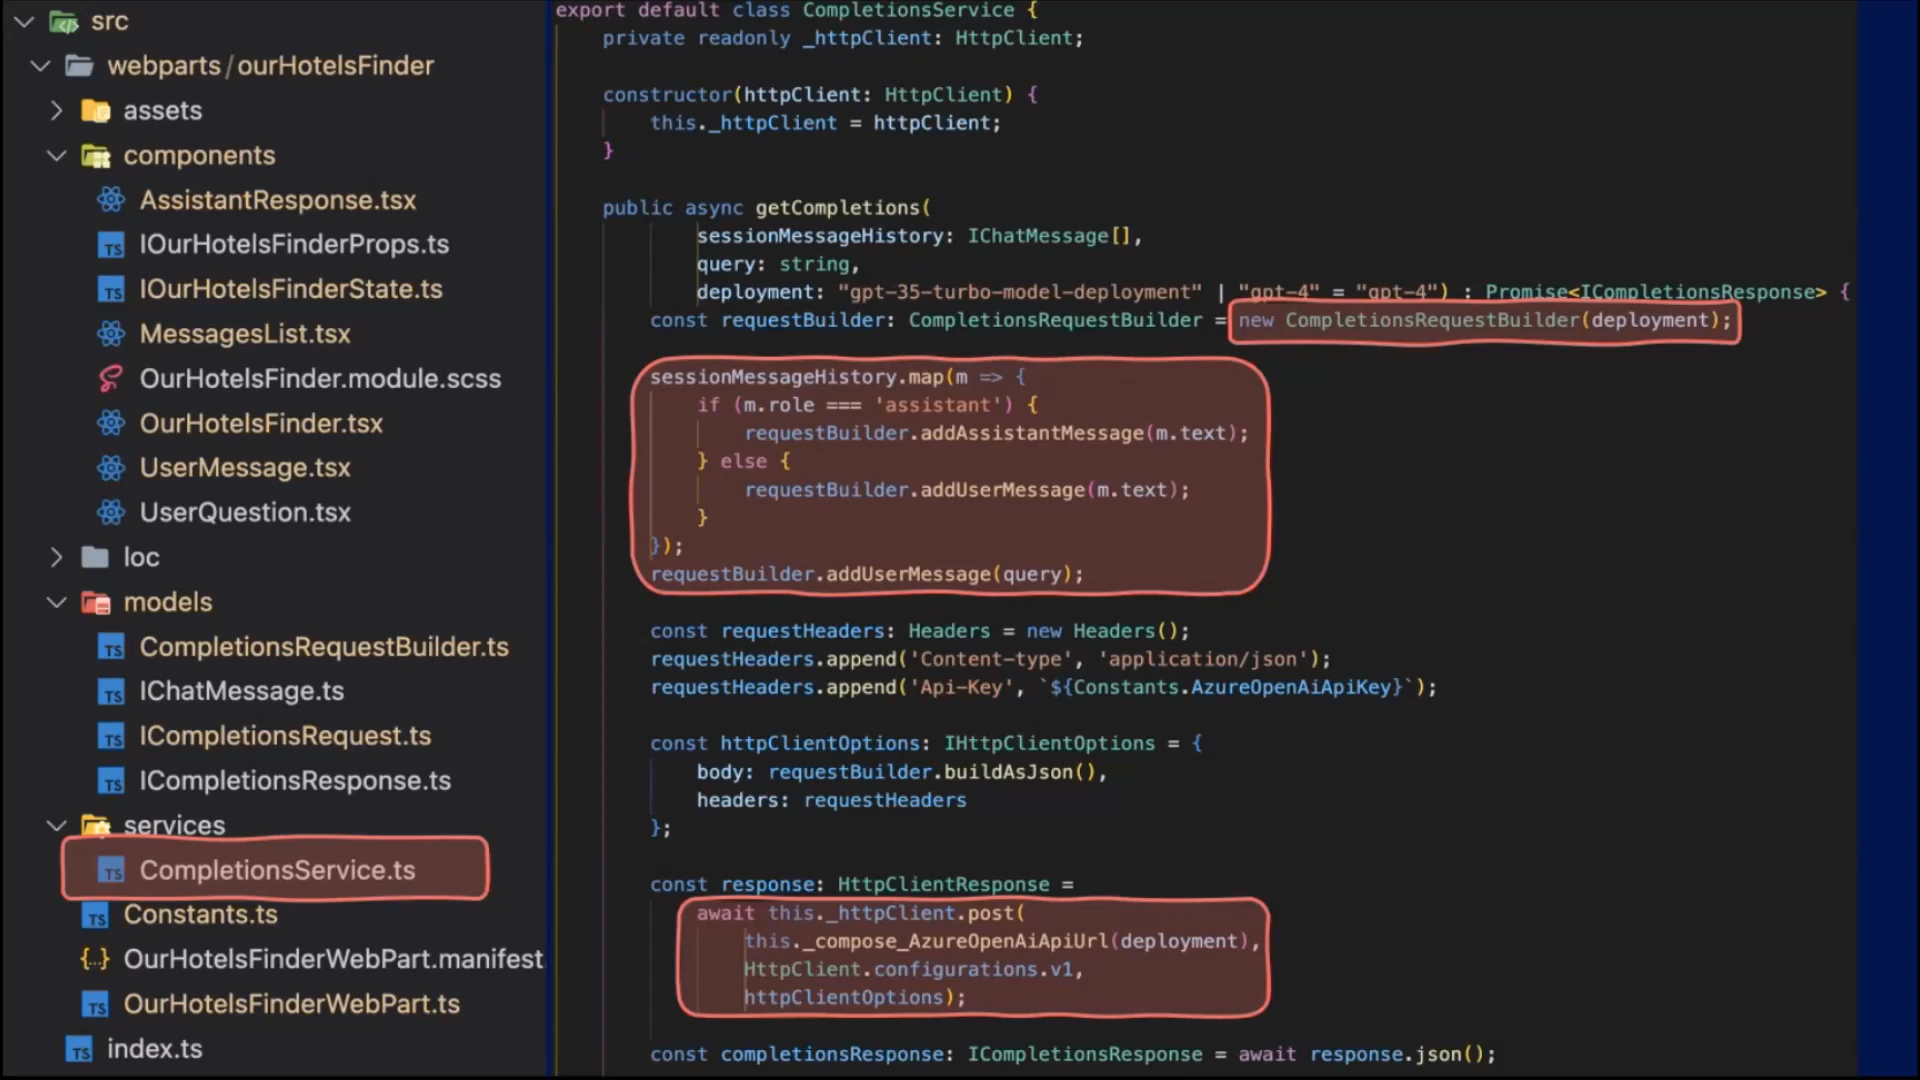 src
webparts/ourHotelsFinder
assets
components
AssistantResponse.tsx
IOurHotelsFinderProps.ts
IOurHotelsFinderState.ts
MessagesList.tsx
OurHotelsFinder.module.scss
OurHotelsFinder.tsx
UserMessage.tsx
UserQuestion.tsx
loc
models
CompletionsRequestBuilder.ts
IChatMessage.ts
ICompletionsRequest.ts
ICompletionsResponse.ts
services
CompletionsService.ts
Constants.ts
{..} OurHotelsFinderWebPart.manifest
OurHotelsFinderWebPart.ts
index.ts
export default class CompletionsService {
private readonly _httpClient: HttpClient;
constructor(httpClient: HttpClient) {
this._httpClient = httpClient;
}
public async getCompletions(
sessionMessageHistory: IChatMessage[],
query: string,
deployment: "gpt-35-turbo-model-deployment" | "gpt-4" = "gpt-4") : Promise<ICompletionsResponse> {
const requestBuilder: CompletionsRequestBuilder = new CompletionsRequestBuilder(deployment);
sessionMessageHistory.map(m => {
if (m.role === 'assistant') {
requestBuilder.addAssistantMessage(m.text);
} else {
requestBuilder.addUserMessage(m.text);
}
});
requestBuilder.addUserMessage(query);
const requestHeaders: Headers = new Headers();
requestHeaders.append('Content-type', 'application/json');
requestHeaders.append('Api-Key', `${Constants.AzureOpenAiApiKey}`);
const httpClientOptions: IHttpClientOptions = {
body: requestBuilder.buildAsJson(),
headers: requestHeaders
};
const response: HttpClientResponse =
await this._httpClient.post(
this._compose_AzureOpenAiApiUrl(deployment),
HttpClient.configurations.v1,
httpClientOptions);
const completionsResponse: ICompletionsResponse = await response.json();